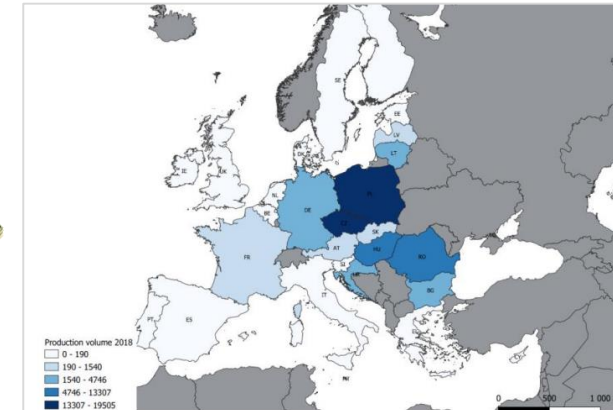 SE
EE
LV
LT
DK
IE
UK
NL
BE
DE
PL
CZ
SK
FR
AT
HU
RO
SI
HR
BG
IT
PT
ES
Production volume 2018
0 - 190
190 - 1540
1540 - 4746
4746 - 13307
13307 - 19505
0 500 1 000